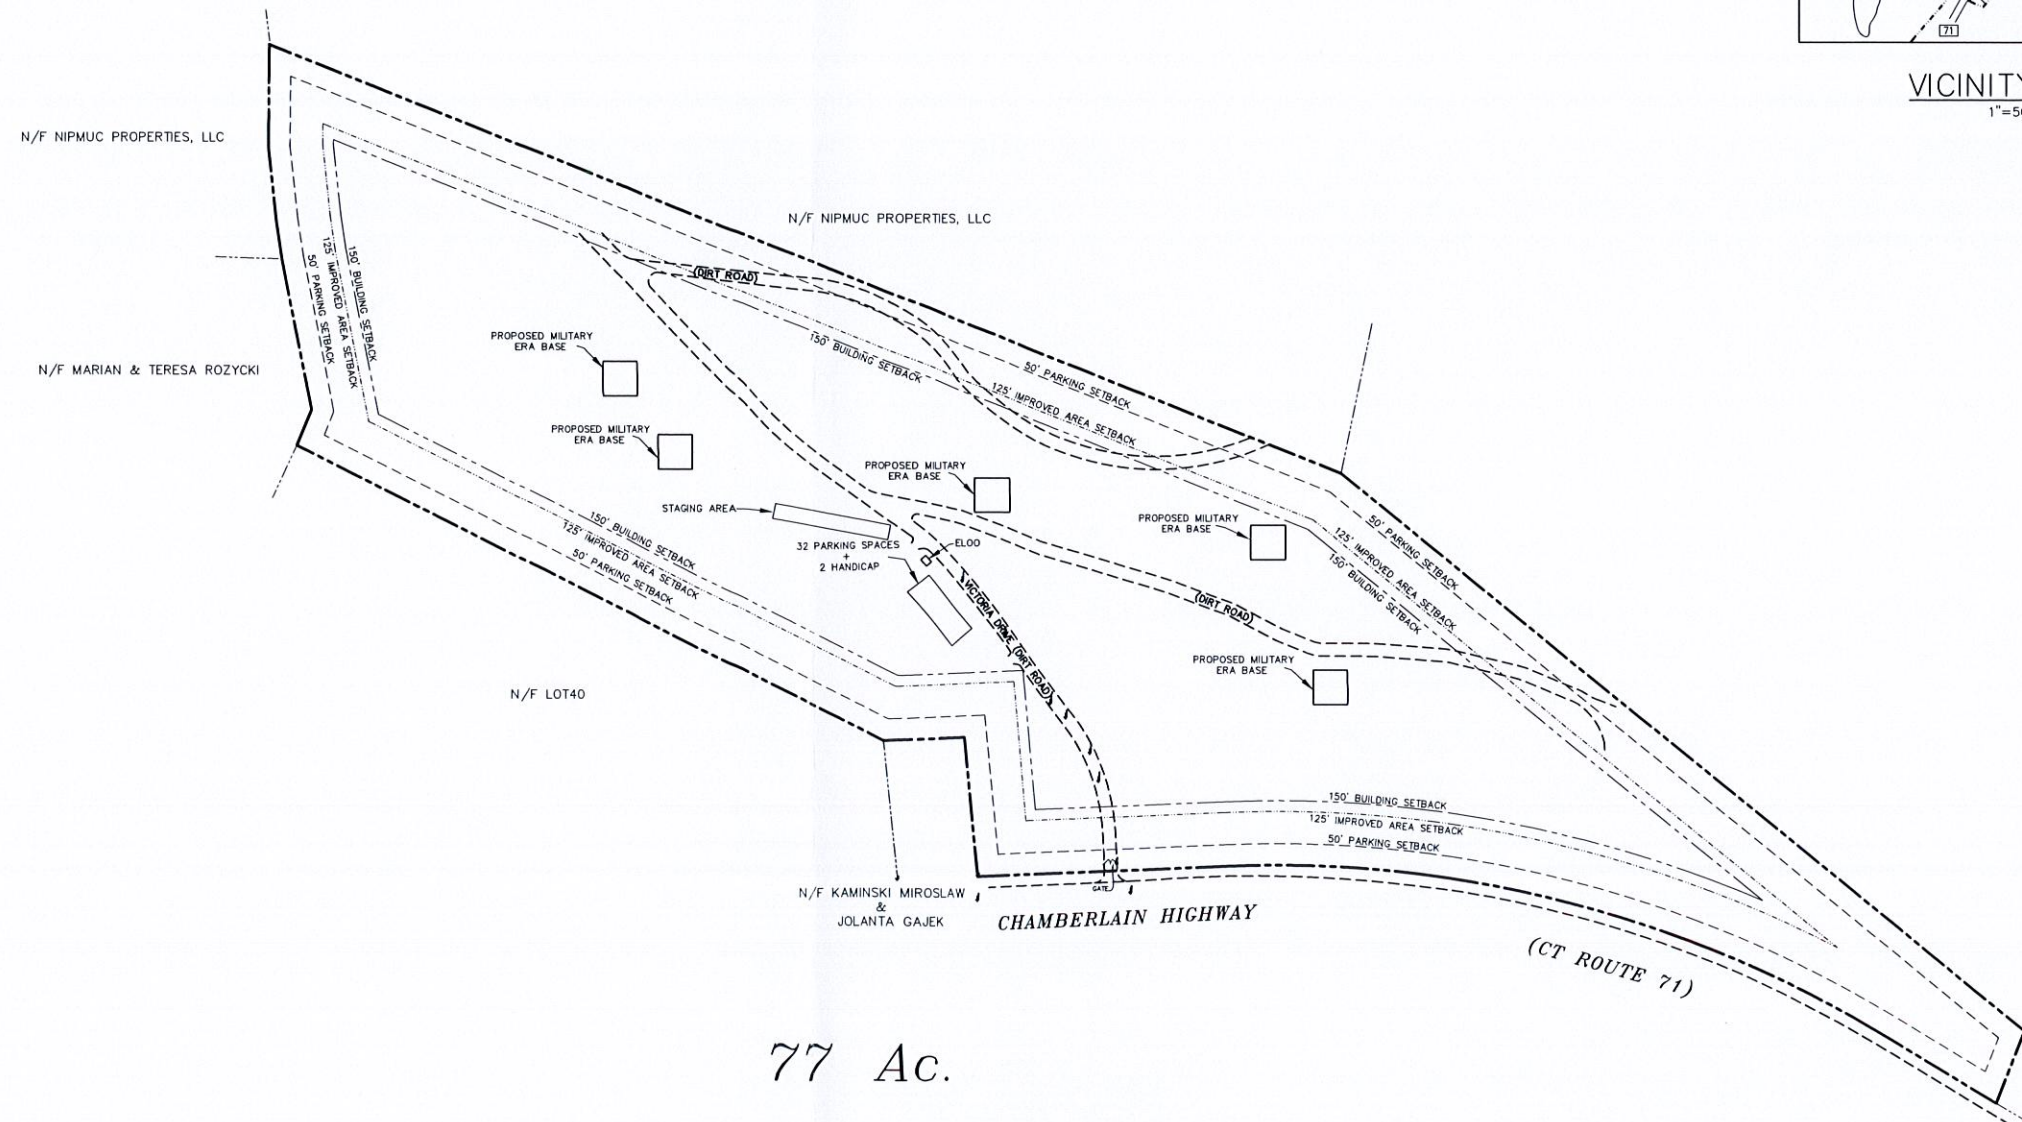 71
VICINITY
1"=50
N/F NIPMUC PROPERTIES, LLC
N/F NIPMUC PROPERTIES, LLC
150' BUILDING SETBACK
125' IMPROVED AREA SETBACK
50' PARKING SETBACK
(DIRT ROAD)
PROPOSED MILITARY
ERA BASE
150' BUILDING SETBACK
50' PARKING SETBACK
125' IMPROVED AREA SETBACK
N/F MARIAN & TERESA ROZYCKI
PROPOSED MILITARY
ERA BASE
PROPOSED MILITARY
ERA BASE
STAGING AREA
PROPOSED MILITARY
ERA BASE
50' PARKING SETBACK
125' IMPROVED AREA SETBACK
150' BUILDING SETBACK
150' BUILDING SETBACK
125' IMPROVED AREA SETBACK
50' PARKING SETBACK
32 PARKING SPACES
+
2 HANDICAP
ELOO
VICTORIA DRIVE (DIRT ROAD)
(DIRT ROAD)
PROPOSED MILITARY
ERA BASE
N/F LOT40
150' BUILDING SETBACK
125' IMPROVED AREA SETBACK
50' PARKING SETBACK
GATE
N/F KAMINSKI MIROSLAW
&
JOLANTA GAJEK
CHAMBERLAIN HIGHWAY
(CT ROUTE 71)
77 Ac.